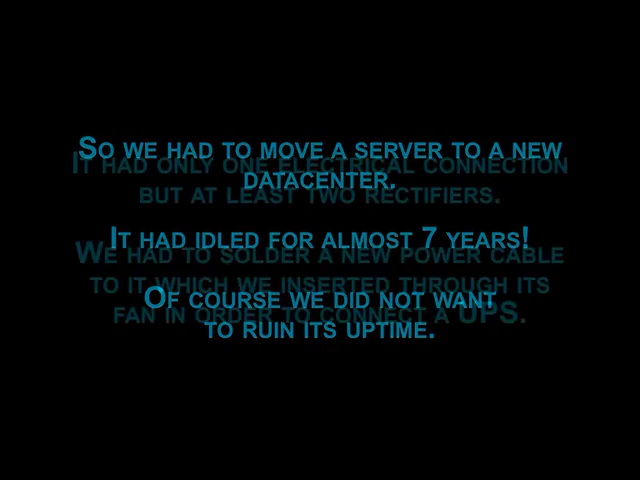 So we had to move a server to a new
datacenter.
It had idled for almost 7 years!
Of course we did not want
to ruin its uptime.
It had only one electrical connection
but at least two rectifiers.
We had to solder a new power cable
to it which we inserted through its
fan in order to connect a UPS.